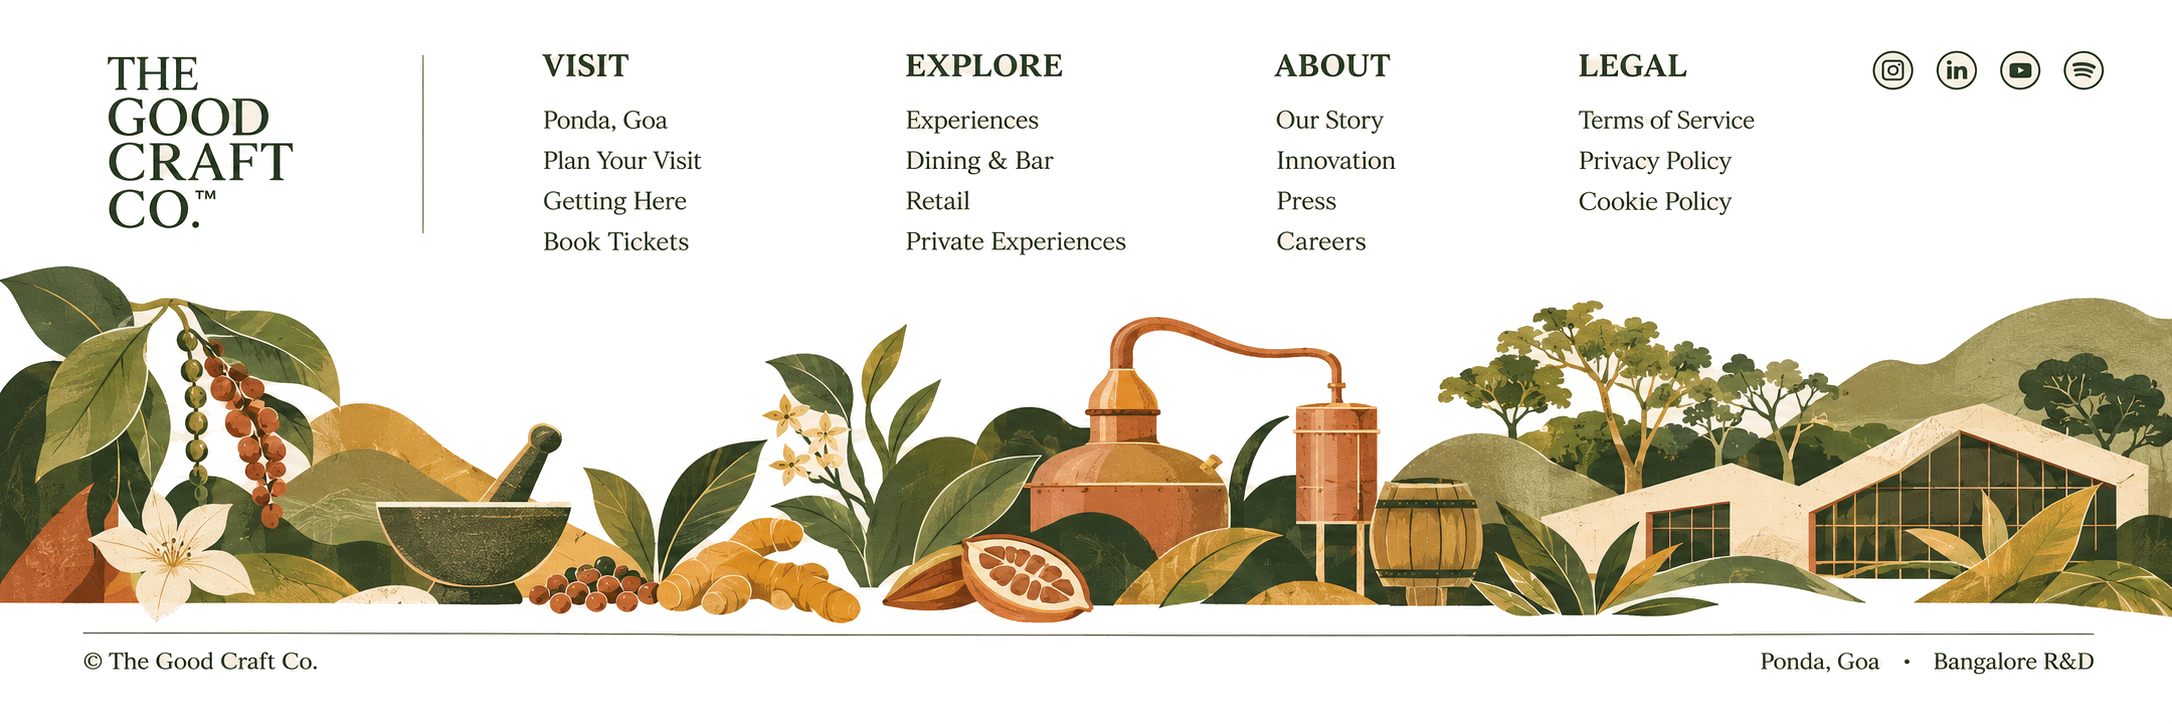 THE
GOOD
CRAFT
CO.™
VISIT
Ponda, Goa
Plan Your Visit
Getting Here
Book Tickets
EXPLORE
Experiences
Dining & Bar
Retail
Private Experiences
ABOUT
Our Story
Innovation
Press
Careers
LEGAL
Terms of Service
Privacy Policy
Cookie Policy
in
© The Good Craft Co.
Ponda, Goa • Bangalore R&D